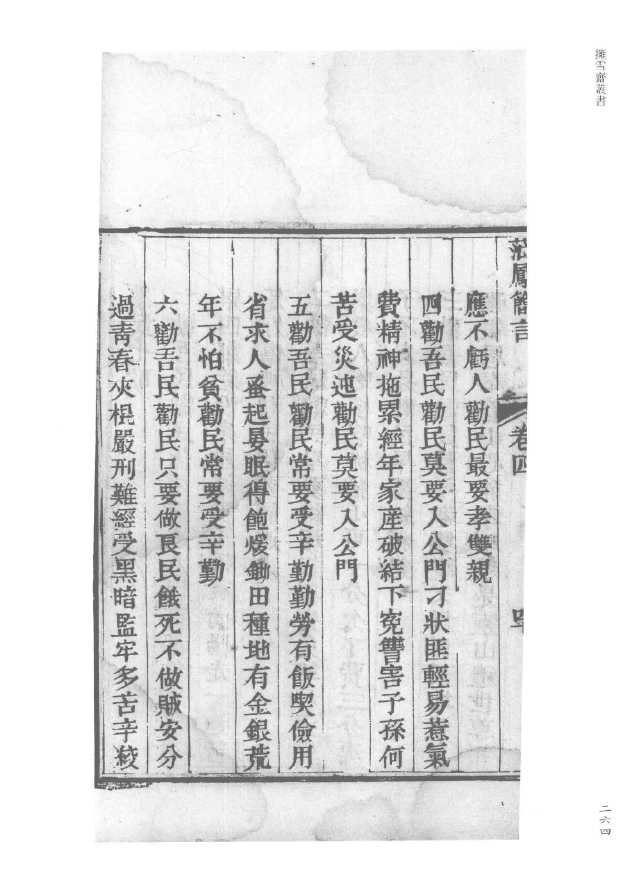 擁雪齋叢書
莅鳳簡言 卷四
應不虧人勸民最要孝雙親
四勸吾民勸民莫要入公門刁狀匪輕易惹氣
費精神拖累經年家產破結下寃讐害子孫何
苦受災迍勸民莫要入公門
五勸吾民勸民常要受辛勤勤勞有飯喫儉用
省求人蚤起晏眠得飽煖鋤田種地有金銀荒
年不怕貧勸民常要受辛勤
六勸吾民勸民只要做良民餓死不做賊安分
過靑春夾棍嚴刑難經受黑暗監牢多苦辛
二六四